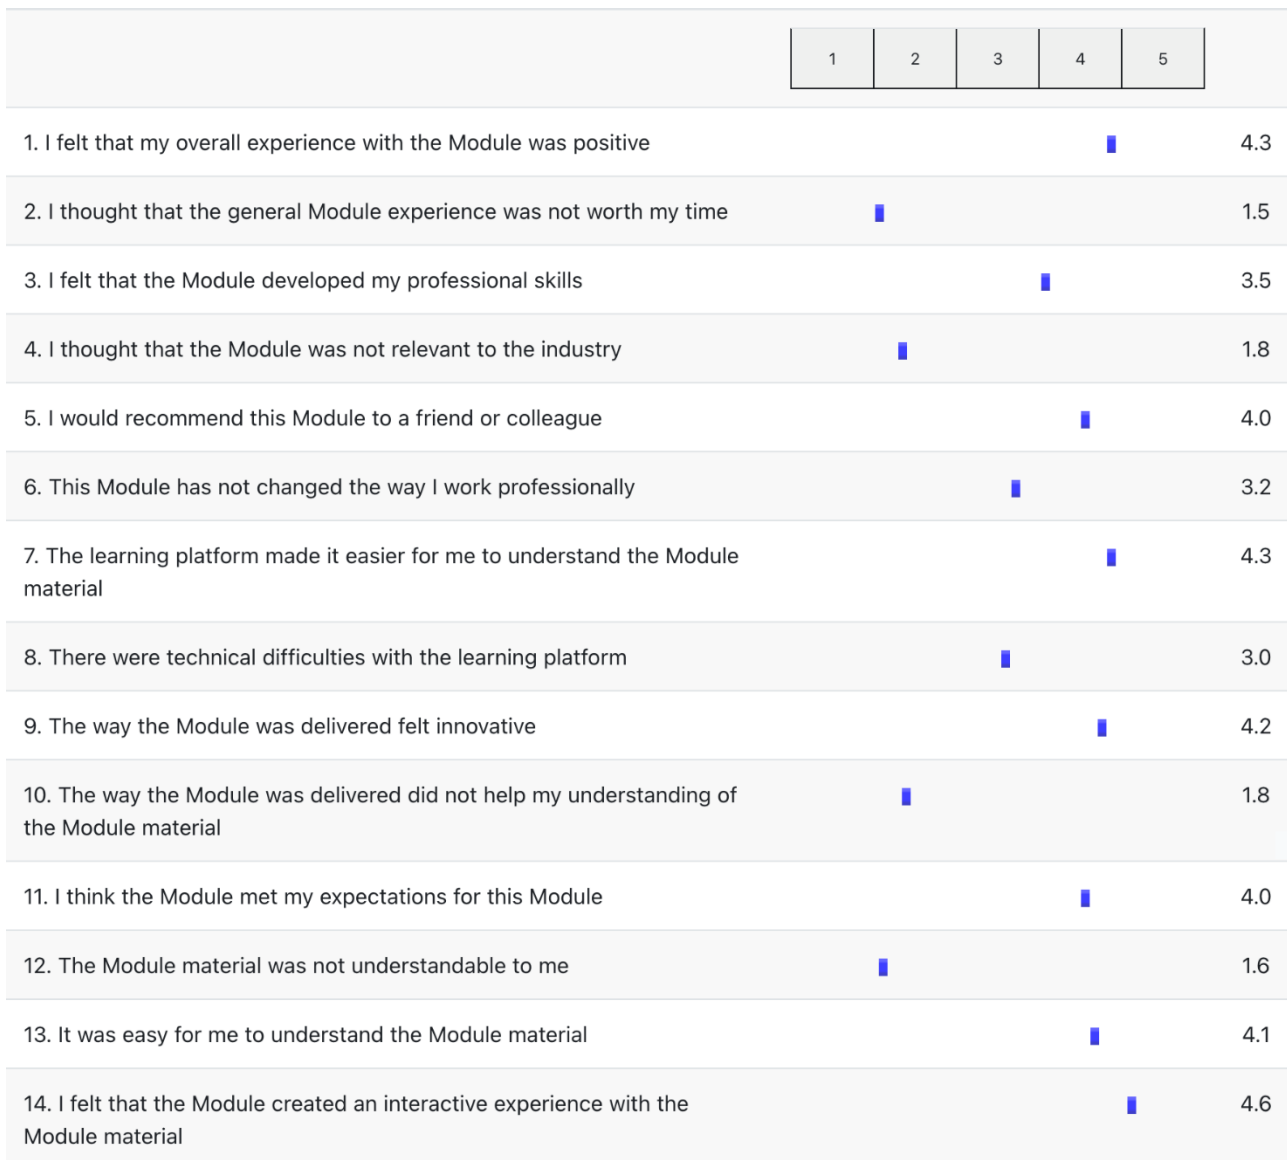 1 2 3 4 5
1. I felt that my overall experience with the Module was positive 4.3
2. I thought that the general Module experience was not worth my time 1.5
3. I felt that the Module developed my professional skills 3.5
4. I thought that the Module was not relevant to the industry 1.8
5. I would recommend this Module to a friend or colleague 4.0
6. This Module has not changed the way I work professionally 3.2
7. The learning platform made it easier for me to understand the Module 4.3
material
8. There were technical difficulties with the learning platform 3.0
9. The way the Module was delivered felt innovative 4.2
10. The way the Module was delivered did not help my understanding of 1.8
the Module material
11. I think the Module met my expectations for this Module 4.0
12. The Module material was not understandable to me 1.6
13. It was easy for me to understand the Module material 4.1
14. I felt that the Module created an interactive experience with the 4.6
Module material